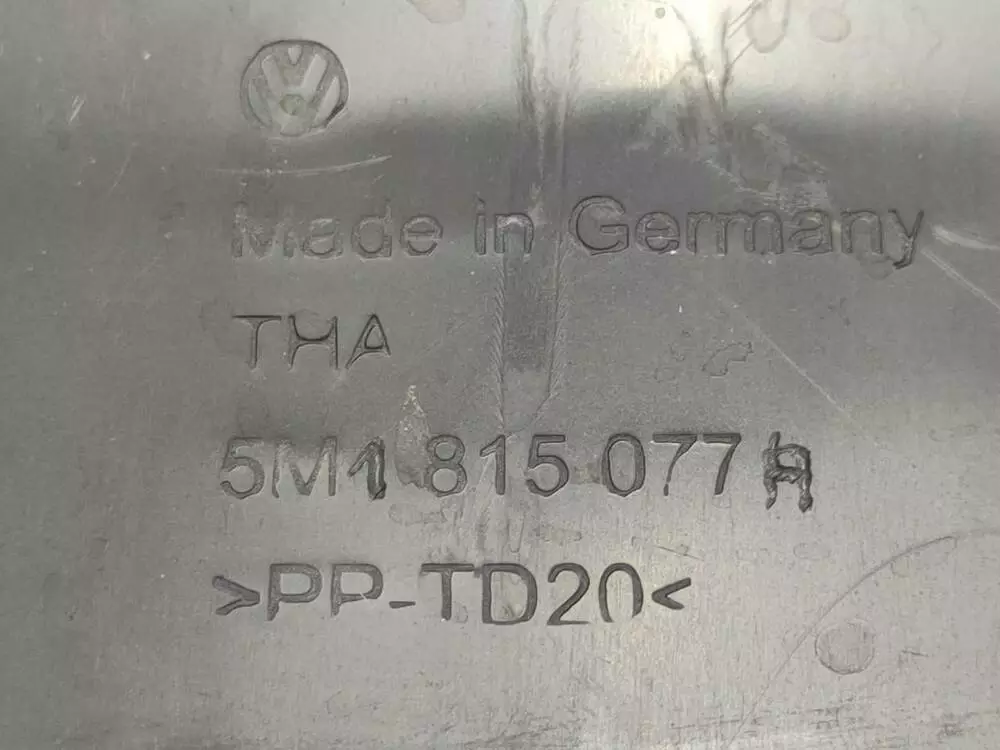 Made in Germany
THA
5M1 815 077
>PP-TD20<